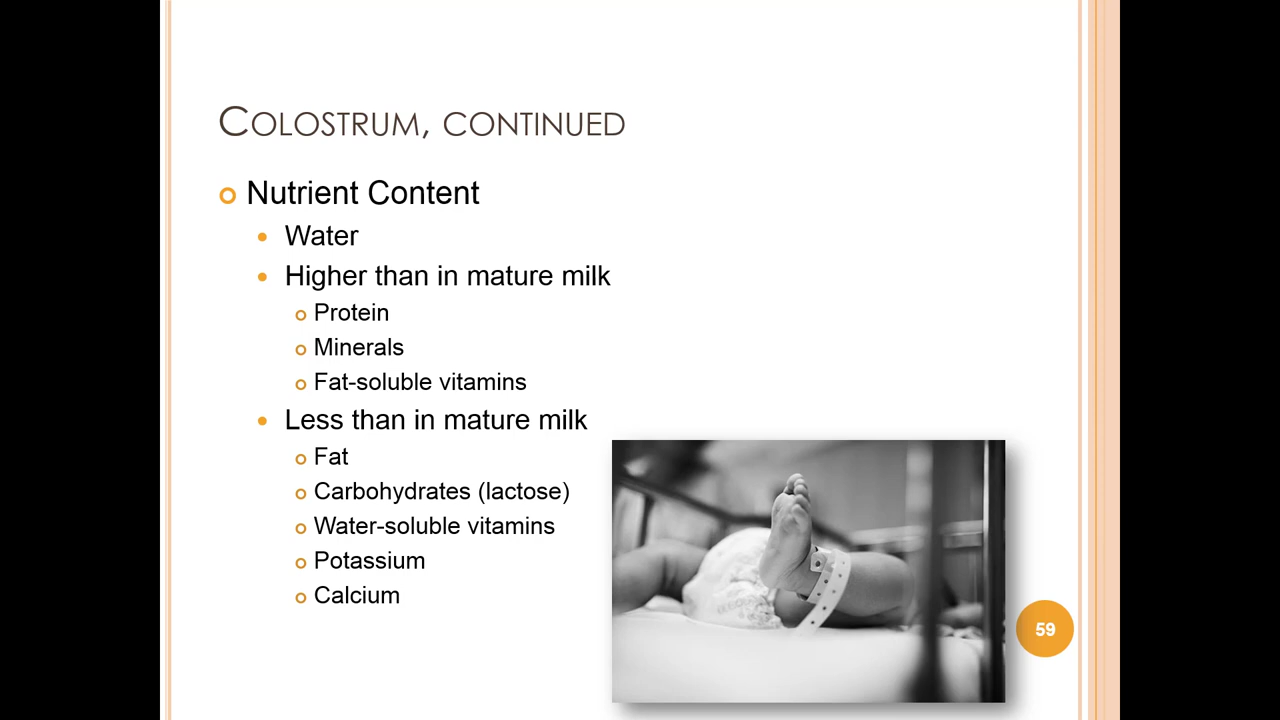 Colostrum, continued
Nutrient Content
Water
Higher than in mature milk
Protein
Minerals
Fat-soluble vitamins
Less than in mature milk
Fat
Carbohydrates (lactose)
Water-soluble vitamins
Potassium
Calcium
59